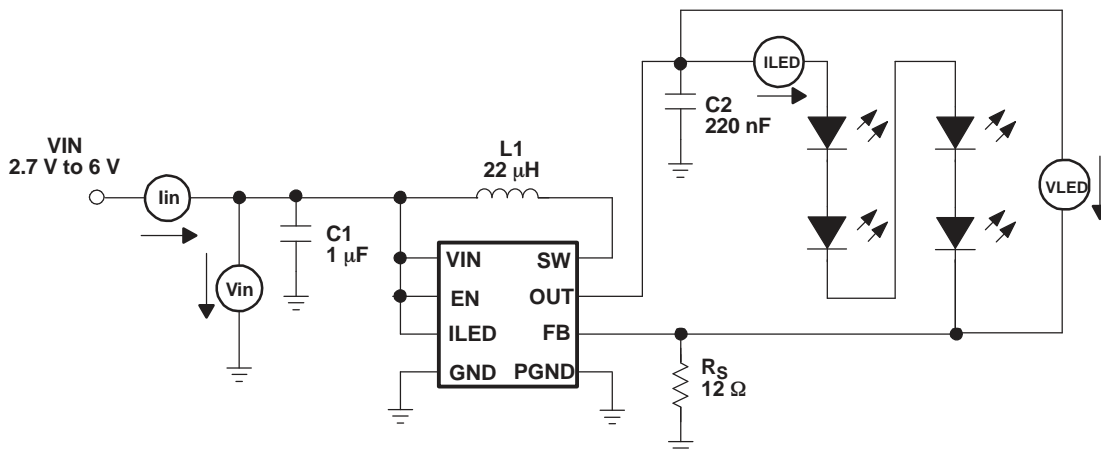 ILED
C2
220 nF
VIN
2.7 V to 6 V
L1
22 μH
VLED
Iin
C1
1 μF
Vin
VIN SW
EN OUT
ILED FB
GND PGND
RS
12 Ω